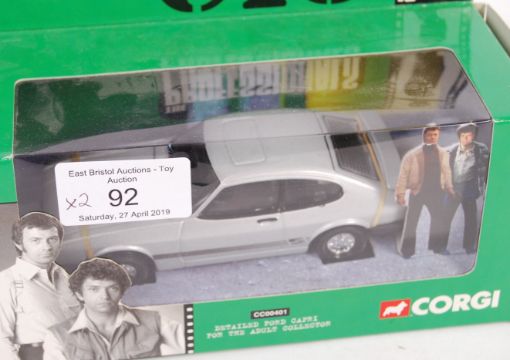 East Bristol Auctions - Toy
Auction
x2 92
Saturday, 27 April 2019
CC00401
DETAILED FORD CAPRI
FOR THE ADULT COLLECTOR
CORGI